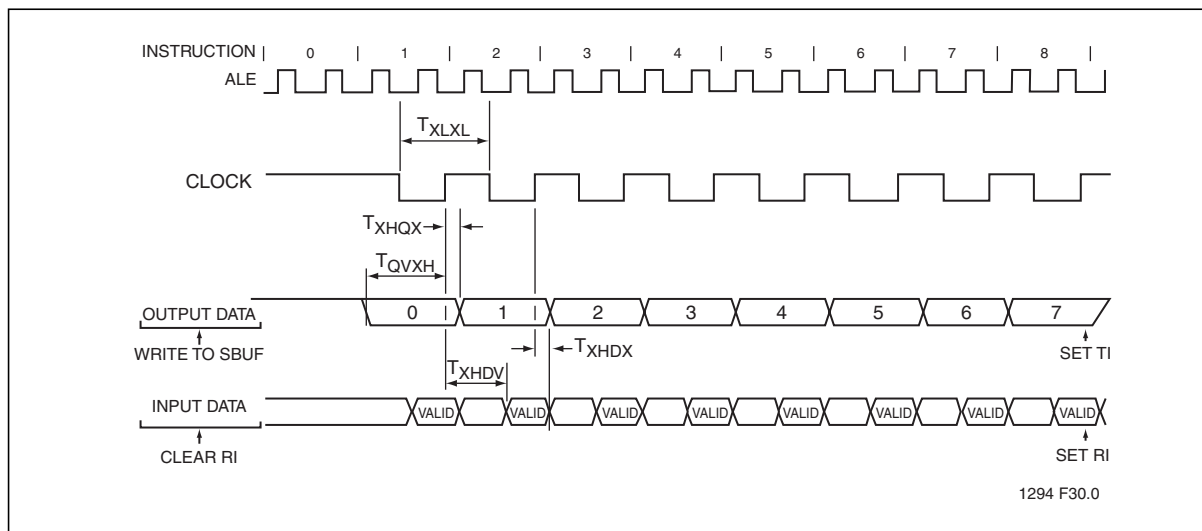 INSTRUCTION | 0 | 1 | 2 | 3 | 4 | 5 | 6 | 7 | 8 |
ALE
TXLXL
CLOCK
TXHQX
TQVXH
OUTPUT DATA 0 1 2 3 4 5 6 7
WRITE TO SBUF TXHDX SET TI
TXHDV
INPUT DATA VALID VALID VALID VALID VALID VALID VALID VALID
CLEAR RI SET RI
1294 F30.0